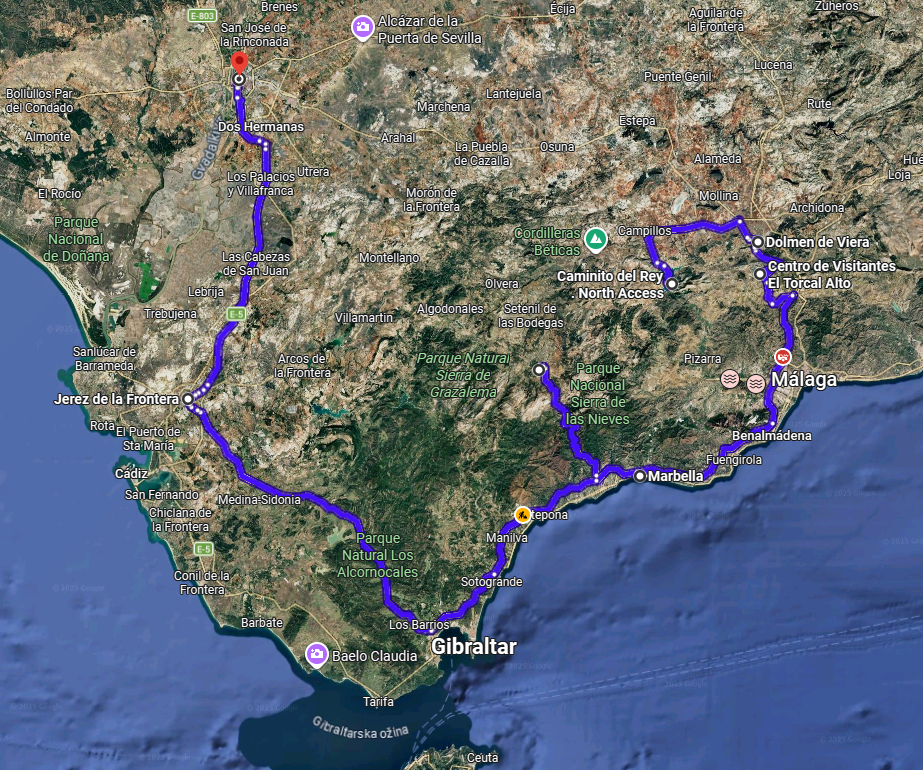 Brenes
Écija
Zuheros
E-803
San José de
la Rinconada
Alcázar de la
Puerta de Sevilla
Aguilar de
la Frontera
Lucena
Puente Genil
Bollullos Par...
del Condado
Lantejuela
Marchena
Rute
Almonte
Dos Hermanas
Arahal
Estepa
La Puebla
de Cazalla
Osuna
Alameda
Hué
Loja
Guadalqu
Utrera
Los Palacios
y Villafranca
El Rocío
Morón de
la Frontera
Mollina
Archidona
Parque
Nacional
de Doñana
Cordilleras
Béticas
Campillos
Dolmen de Viera
Las Cabezas
de San Juan
Montellano
Centro de Visitantes
El Torcal Alto
Caminito del Rey
. North Access
Lebrija
Olvera
Trebujena
E-5
Villamartin
Algodonales
Setenil de
las Bodegas
Sanlúcar de
Barrameda
Arcos de
la Frontera
Parque Natural
Sierra de
Grazalema
Pizarra
Parque
Nacional
Sierra de
las Nieves
Málaga
Jerez de la Frontera
Rota
El Puerto de
Sta Maria
Benalmádena
Fuengirola
Cádiz
Marbella
San Fernando
Medina-Sidonia
Chiclana de
la Frontera
tepona
Manilva
E-5
Parque
Natural Los
Alcornocales
Conil de la
Frontera
Sotogrande
Barbate
Los Barrios
Gibraltar
Baelo Claudia
Tarifa
Gibraltarska ožina
Ceuta